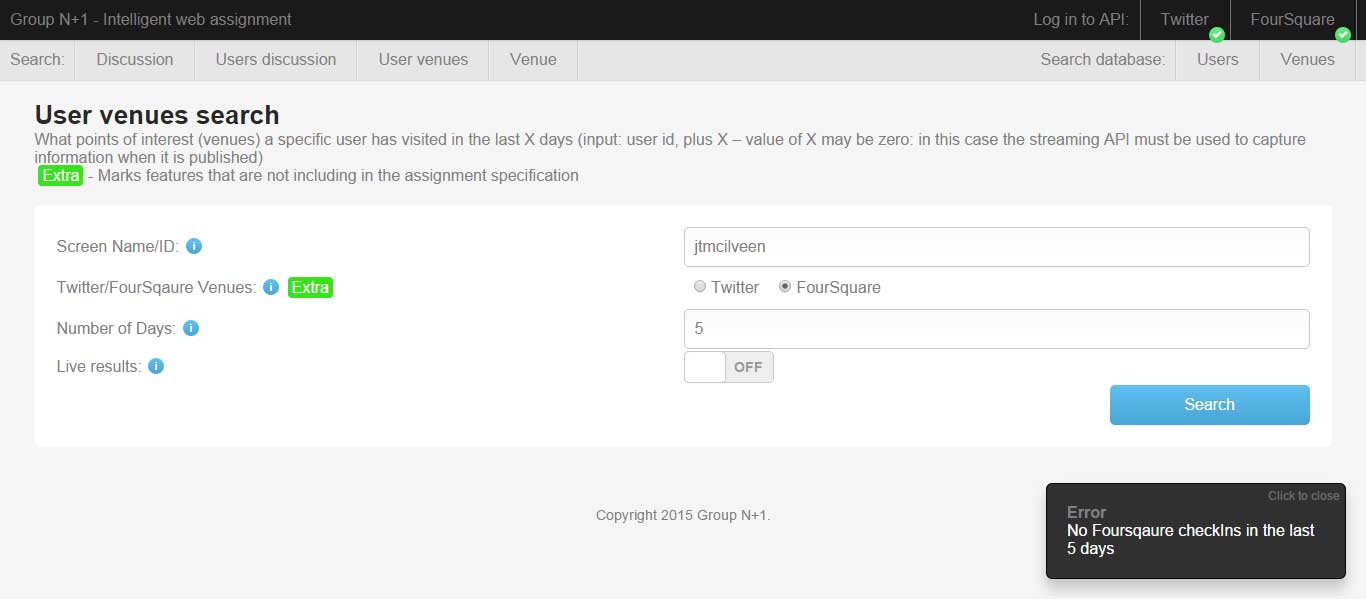 Group N+1 - Intelligent web assignment
Log in to API: Twitter FourSquare
Search: Discussion Users discussion User venues Venue
Search database: Users Venues
User venues search
What points of interest (venues) a specific user has visited in the last X days (input: user id, plus X – value of X may be zero: in this case the streaming API must be used to capture
information when it is published)
Extra - Marks features that are not including in the assignment specification
Screen Name/ID: i jtmcilveen
Twitter/FourSqaure Venues: i Extra Twitter FourSquare
Number of Days: i 5
Live results: i OFF
Search
Copyright 2015 Group N+1.
Click to close
Error
No Foursqaure checkIns in the last
5 days